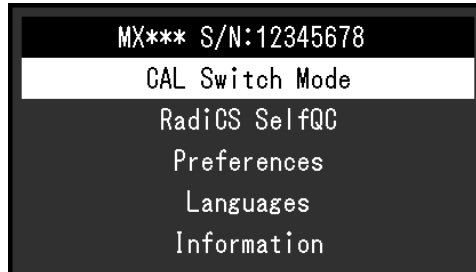 MX*** S/N:12345678
CAL Switch Mode
RadiCS SelfQC
Preferences
Languages
Information